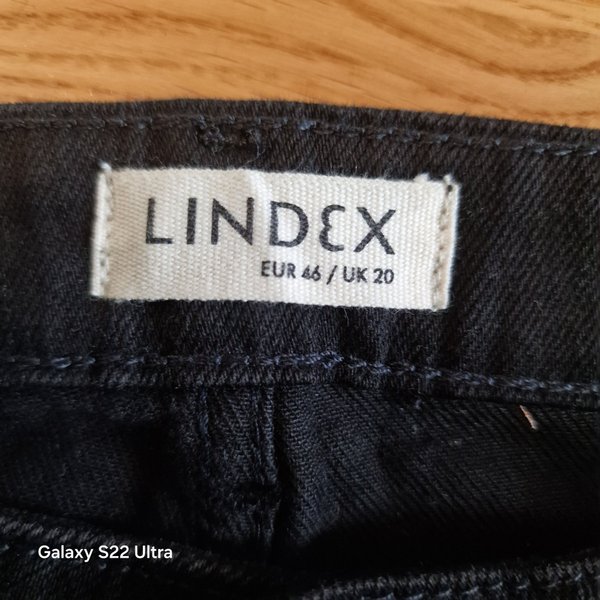 LINDEX
EUR 46 / UK 20
Galaxy S22 Ultra